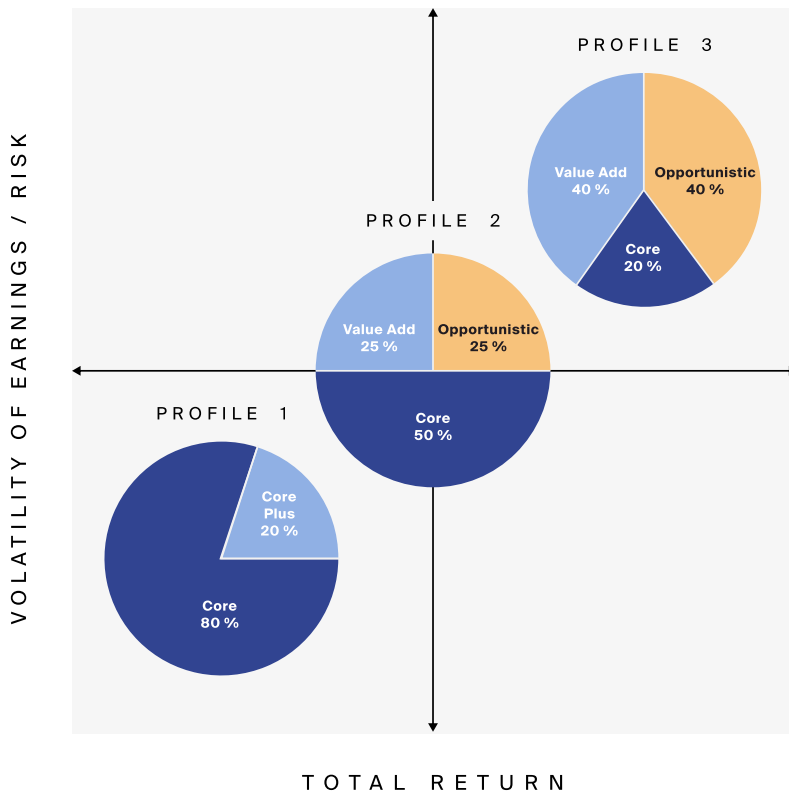 PROFILE 3
Value Add
40 %
Opportunistic
40 %
Core
20 %
PROFILE 2
Value Add
25 %
Opportunistic
25 %
Core
50 %
PROFILE 1
Core
Plus
20 %
Core
80 %
VOLATILITY OF EARNINGS / RISK
TOTAL RETURN